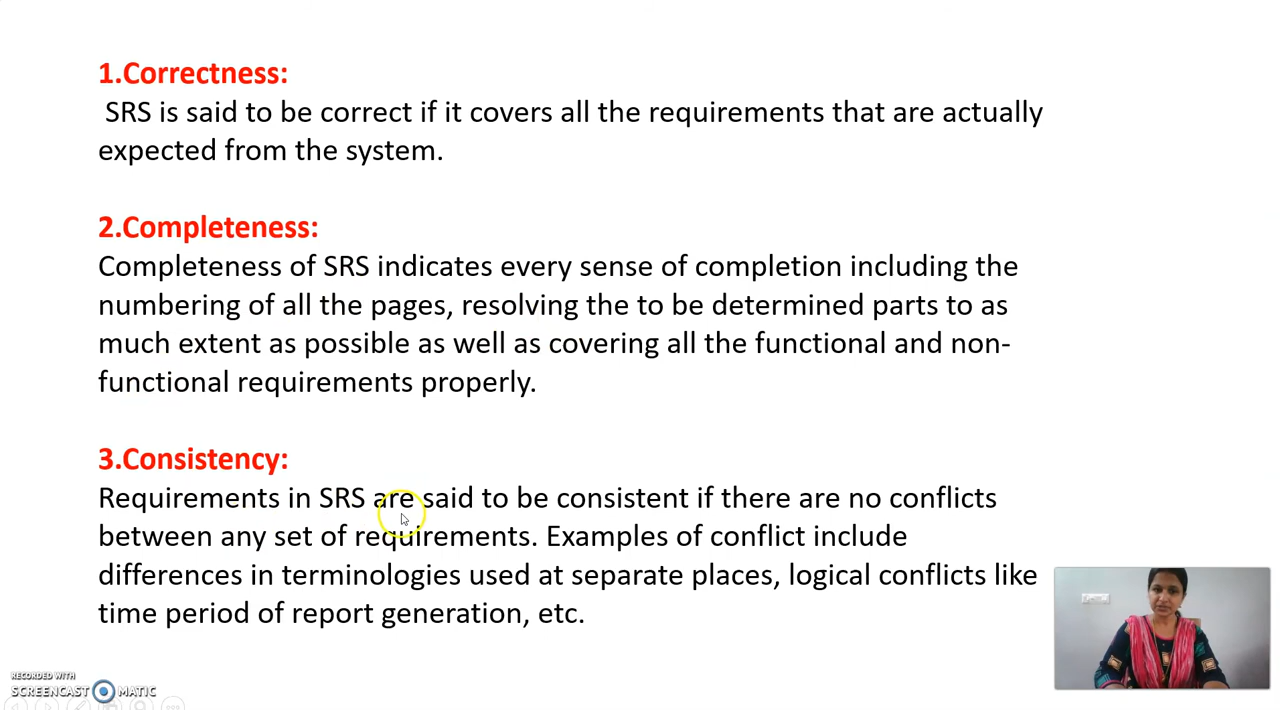 1.Correctness:
SRS is said to be correct if it covers all the requirements that are actually
expected from the system.
2.Completeness:
Completeness of SRS indicates every sense of completion including the
numbering of all the pages, resolving the to be determined parts to as
much extent as possible as well as covering all the functional and non-
functional requirements properly.
3.Consistency:
Requirements in SRS are said to be consistent if there are no conflicts
between any set of requirements. Examples of conflict include
differences in terminologies used at separate places, logical conflicts like
time period of report generation, etc.
RECORDED WITH
SCREENCAST MATIC